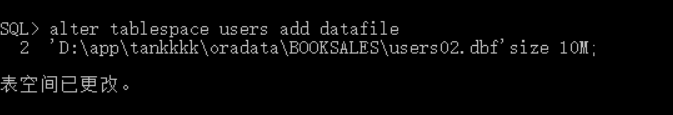 SQL> alter tablespace users add datafile
  2  'D:\app\tankkkk\oradata\BOOKSALES\users02.dbf'size 10M;
表空间已更改。